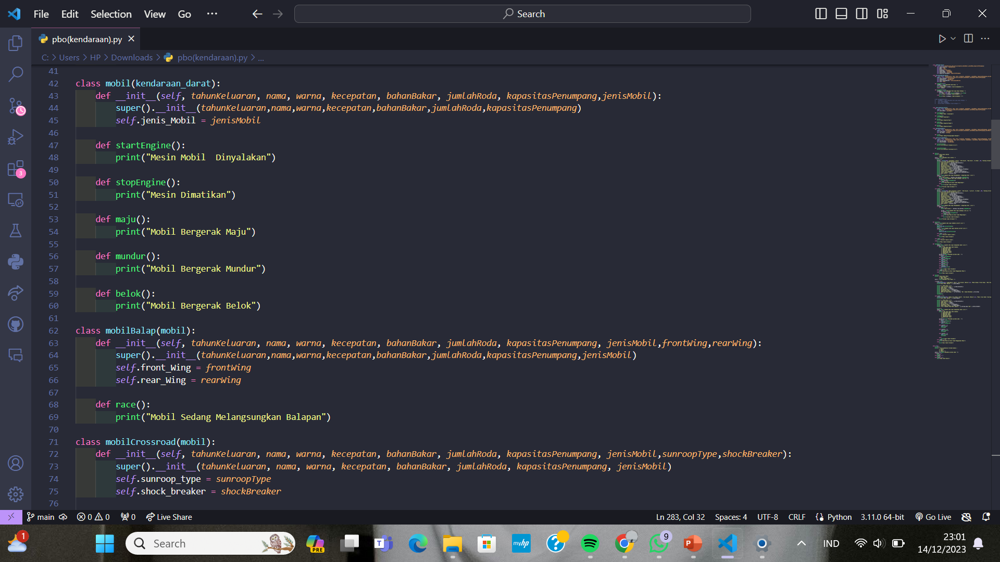 File Edit Selection View Go ··· Search
pbo(kendaraan).py
C: > Users > HP > Downloads > pbo(kendaraan).py > ...
41
42 class mobil(kendaraan_darat):
43 def __init__(self, tahunKeluaran, nama, warna, kecepatan, bahanBakar, jumlahRoda, kapasitasPenumpang,jenisMobil):
44 super().__init__(tahunKeluaran,nama,warna,kecepatan,bahanBakar,jumlahRoda,kapasitasPenumpang)
45 self.jenis_Mobil = jenisMobil
46
47 def startEngine():
48 print("Mesin Mobil  Dinyalakan")
49
50 def stopEngine():
51 print("Mesin Dimatikan")
52
53 def maju():
54 print("Mobil Bergerak Maju")
55
56 def mundur():
57 print("Mobil Bergerak Mundur")
58
59 def belok():
60 print("Mobil Bergerak Belok")
61
62 class mobilBalap(mobil):
63 def __init__(self, tahunKeluaran, nama, warna, kecepatan, bahanBakar, jumlahRoda, kapasitasPenumpang, jenisMobil,frontWing,rearWing):
64 super().__init__(tahunKeluaran,nama,warna,kecepatan,bahanBakar,jumlahRoda,kapasitasPenumpang,jenisMobil)
65 self.front_Wing = frontWing
66 self.rear_Wing = rearWing
67
68 def race():
69 print("Mobil Sedang Melangsungkan Balapan")
70
71 class mobilCrossroad(mobil):
72 def __init__(self, tahunKeluaran, nama, warna, kecepatan, bahanBakar, jumlahRoda, kapasitasPenumpang, jenisMobil,sunroopType,shockBreaker):
73 super().__init__(tahunKeluaran, nama, warna, kecepatan, bahanBakar, jumlahRoda, kapasitasPenumpang, jenisMobil)
74 self.sunroop_type = sunroopType
75 self.shock_breaker = shockBreaker
76
3
main 0 0 0 Live Share Ln 283, Col 32 Spaces: 4 UTF-8 CRLF Python 3.11.0 64-bit Go Live
1 Search PRE myhp 9 IND 23:01
14/12/2023